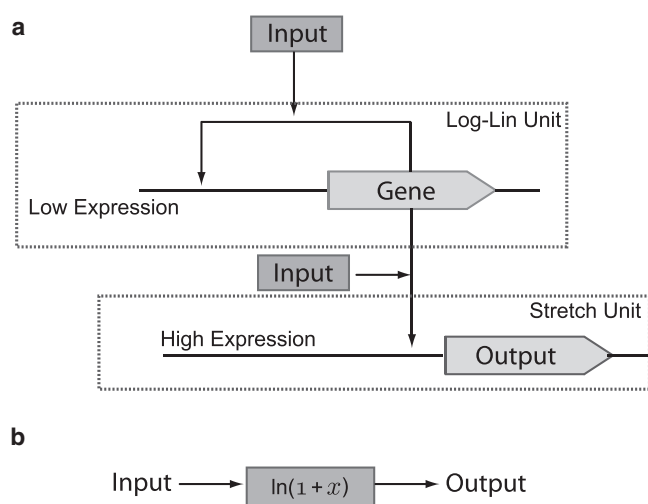 a
Input
Log-Lin Unit
Gene
Low Expression
Input
Stretch Unit
High Expression
Output
b
Input
ln(1+x)
Output